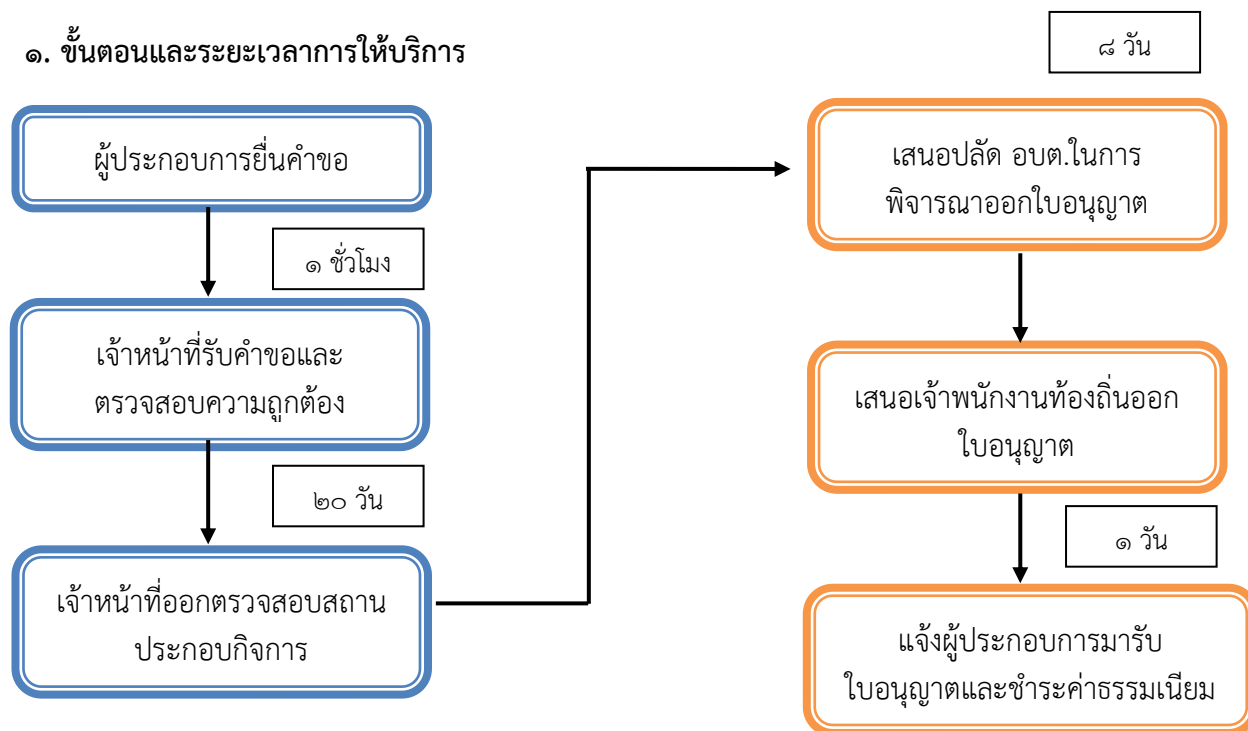 ๑. ขั้นตอนและระยะเวลาการให้บริการ
ผู้ประกอบการยื่นคำขอ
๑ ชั่วโมง
เจ้าหน้าที่รับคำขอและ
ตรวจสอบความถูกต้อง
๒๐ วัน
เจ้าหน้าที่ออกตรวจสอบสถาน
ประกอบกิจการ
๘ วัน
เสนอปลัด อบต.ในการ
พิจารณาออกใบอนุญาต
เสนอเจ้าพนักงานท้องถิ่นออก
ใบอนุญาต
๑ วัน
แจ้งผู้ประกอบการมารับ
ใบอนุญาตและชำระค่าธรรมเนียม